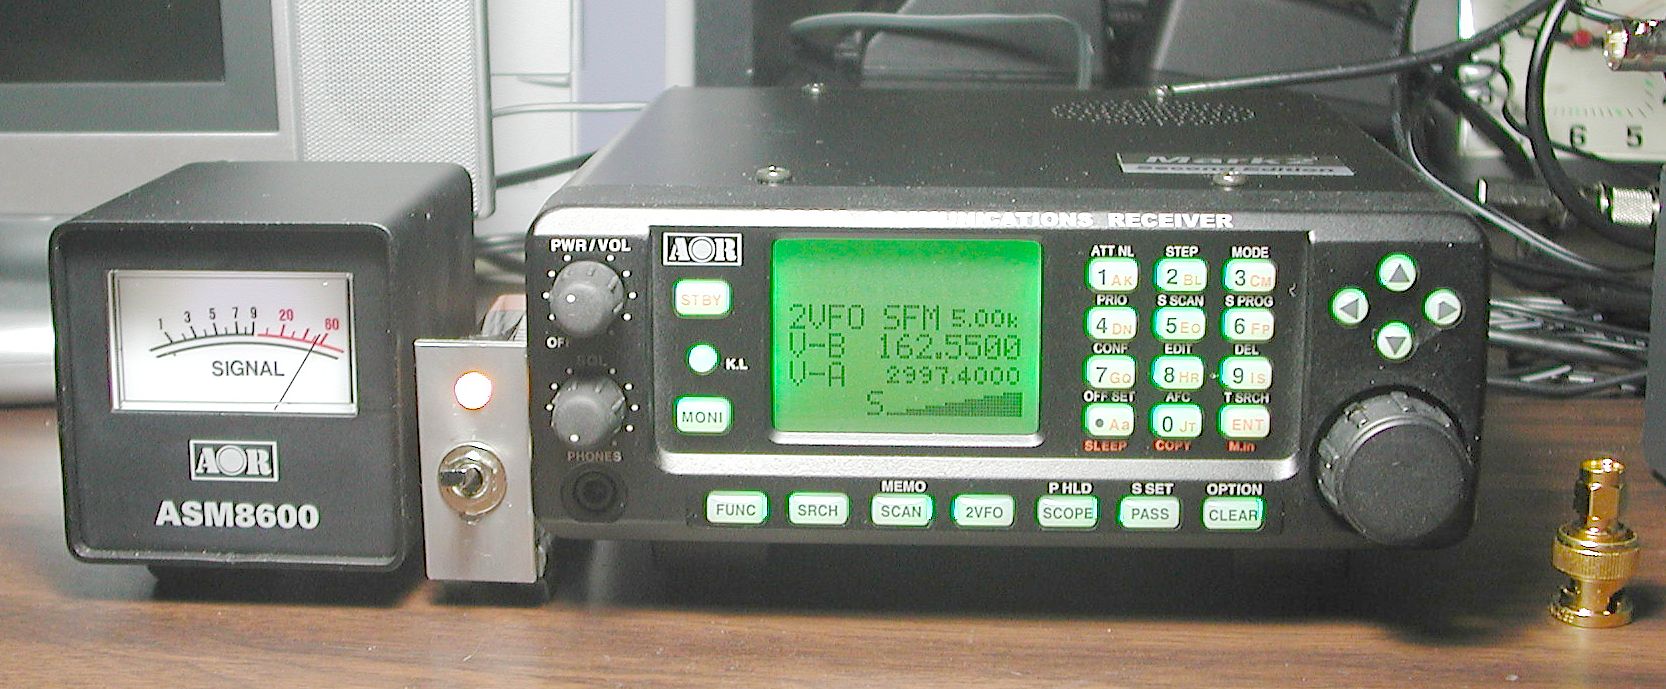 1 3 5 7 9 20 60
SIGNAL
AOR
ASM8600
6 5
Mark2
COMMUNICATIONS RECEIVER
PWR/VOL
OFF
SQL
PHONES
AOR
STBY
K.L
MONI
2VFO SFM 5.00k
V-B 162.5500
V-A 2997.4000
S
ATT NL STEP MODE
1 AK 2 BL 3 CM
PRIO S SCAN S PROG
4 DN 5 EO 6 FP
CONF EDIT DEL
7 GQ 8 HR 9 IS
OFF SET AFC T SRCH
• Aa 0 JT ENT
SLEEP COPY M.in
MEMO P HLD S SET OPTION
FUNC SRCH SCAN 2VFO SCOPE PASS CLEAR